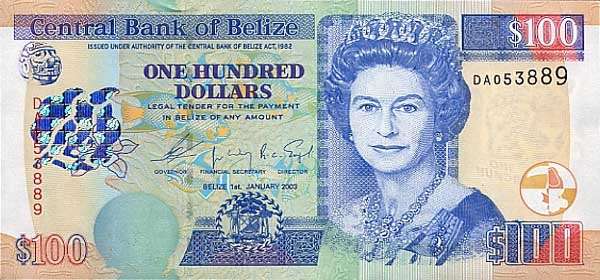 Central Bank of Belize
ISSUED UNDER AUTHORITY OF THE CENTRAL BANK OF BELIZE ACT, 1982
$100
ONE HUNDRED
DOLLARS
DA053889
LEGAL TENDER FOR THE PAYMENT
IN BELIZE OF ANY AMOUNT
GOVERNOR FINANCIAL SECRETARY DIRECTOR
BELIZE 1st. JANUARY 2003
$100
$100